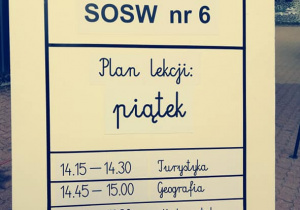 SOSW nr 6
Plan lekcji:
piątek
14.15 – 14.30 Turystyka
14.45 – 15.00 Geografia